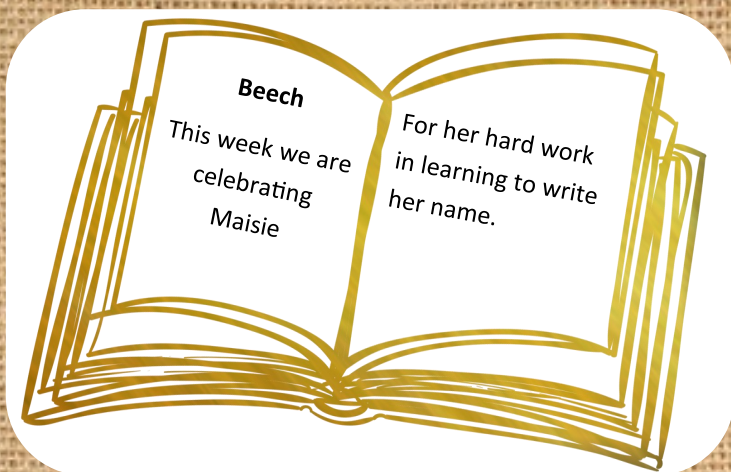 Beech
This week we are
celebrating
Maisie
For her hard work
in learning to write
her name.